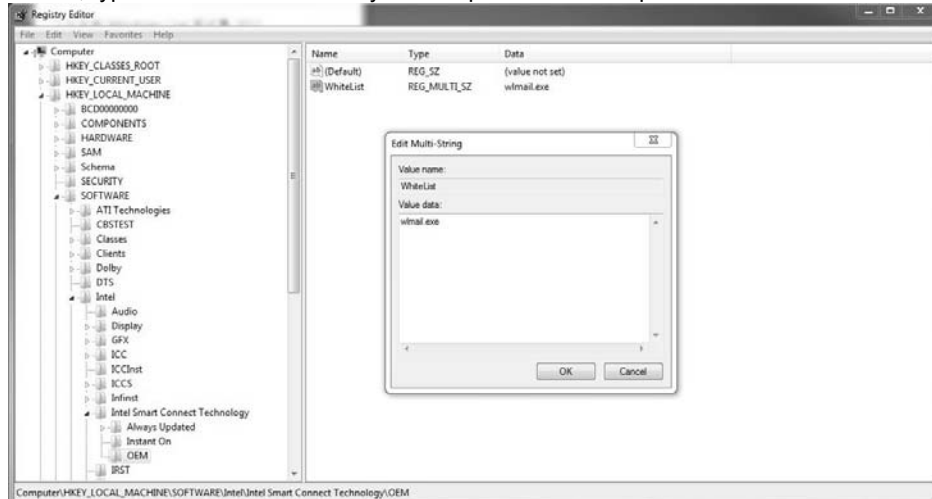 Registry Editor
File Edit View Favorites Help
Computer
HKEY_CLASSES_ROOT
HKEY_CURRENT_USER
HKEY_LOCAL_MACHINE
BCD00000000
COMPONENTS
HARDWARE
SAM
Schema
SECURITY
SOFTWARE
ATI Technologies
CBSTEST
Classes
Clients
Dolby
DTS
Intel
Audio
Display
GFX
ICC
ICCInst
ICCS
Infinst
Intel Smart Connect Technology
Always Updated
Instant On
OEM
IRST
Name Type Data
(Default) REG_SZ (value not set)
WhiteList REG_MULTI_SZ wlmail.exe
Edit Multi-String
Value name:
WhiteList
Value data:
wlmail.exe
OK Cancel
Computer\HKEY_LOCAL_MACHINE\SOFTWARE\Intel\Intel Smart Connect Technology\OEM